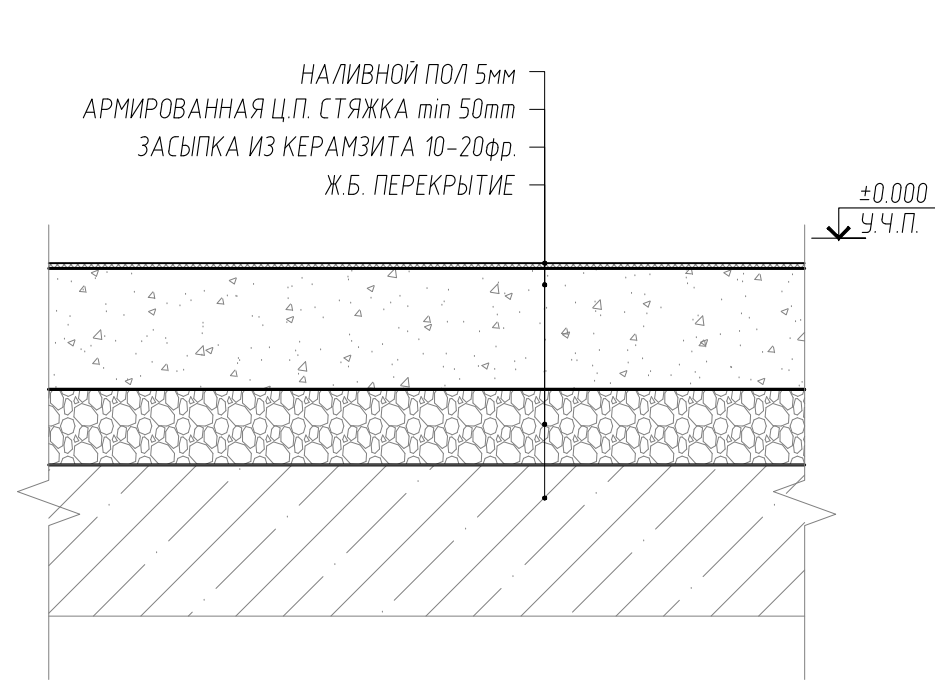 НАЛИВНОЙ ПОЛ 5мм
АРМИРОВАННАЯ Ц.П. СТЯЖКА min 50mm
ЗАСЫПКА ИЗ КЕРАМЗИТА 10-20фр.
Ж.Б. ПЕРЕКРЫТИЕ
±0.000
У.Ч.П.